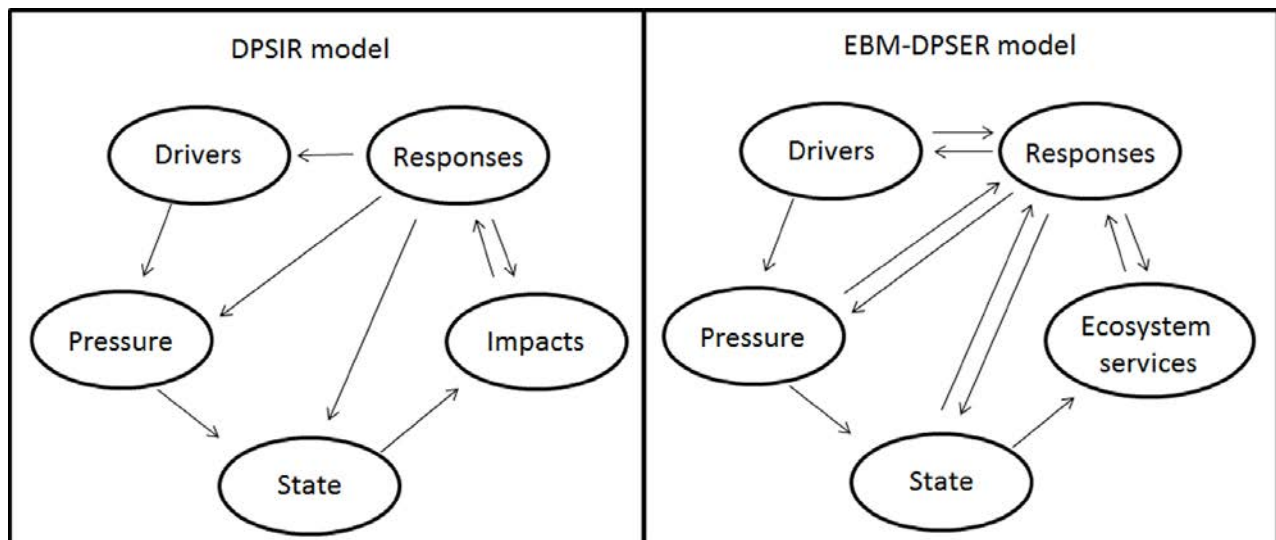 DPSIR model
Drivers
Responses
Pressure
Impacts
State
EBM-DPSER model
Drivers
Responses
Pressure
Ecosystem
services
State